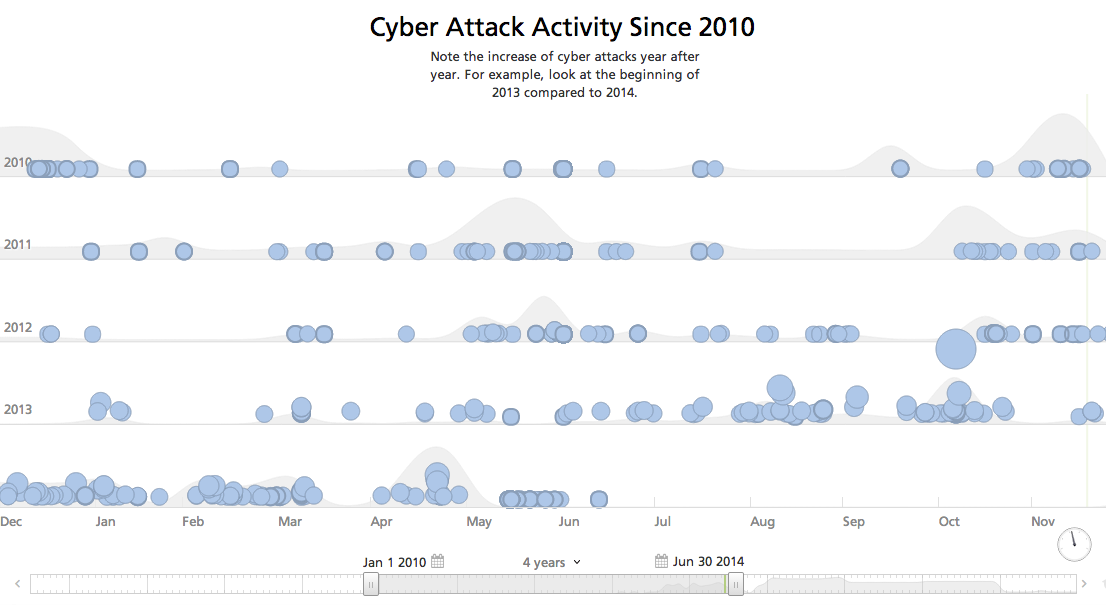 Cyber Attack Activity Since 2010
Note the increase of cyber attacks year after
year. For example, look at the beginning of
2013 compared to 2014.
2010
2011
2012
2013
Dec Jan Feb Mar Apr May Jun Jul Aug Sep Oct Nov
Jan 1 2010 4 years Jun 30 2014